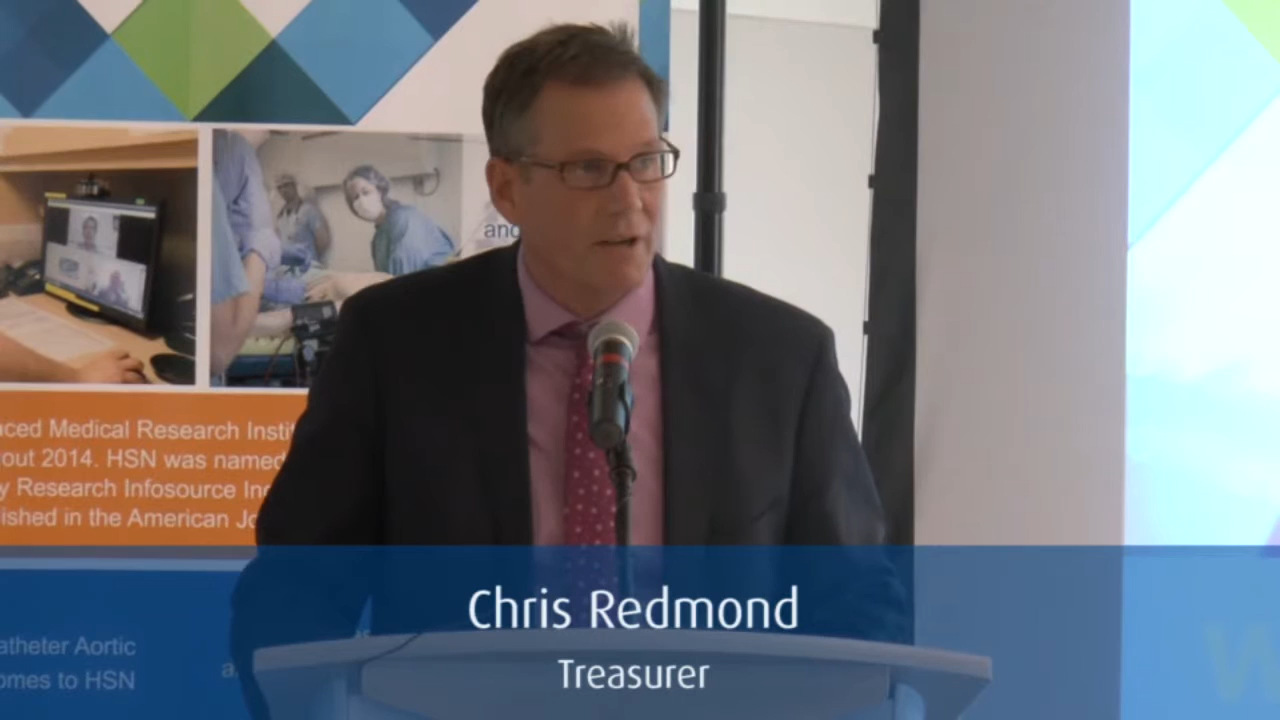 and
aced Medical Research Insti
out 2014. HSN was named
y Research Infosource Inc
ished in the American Jo
atheter Aortic
omes to HSN
Chris Redmond
Treasurer